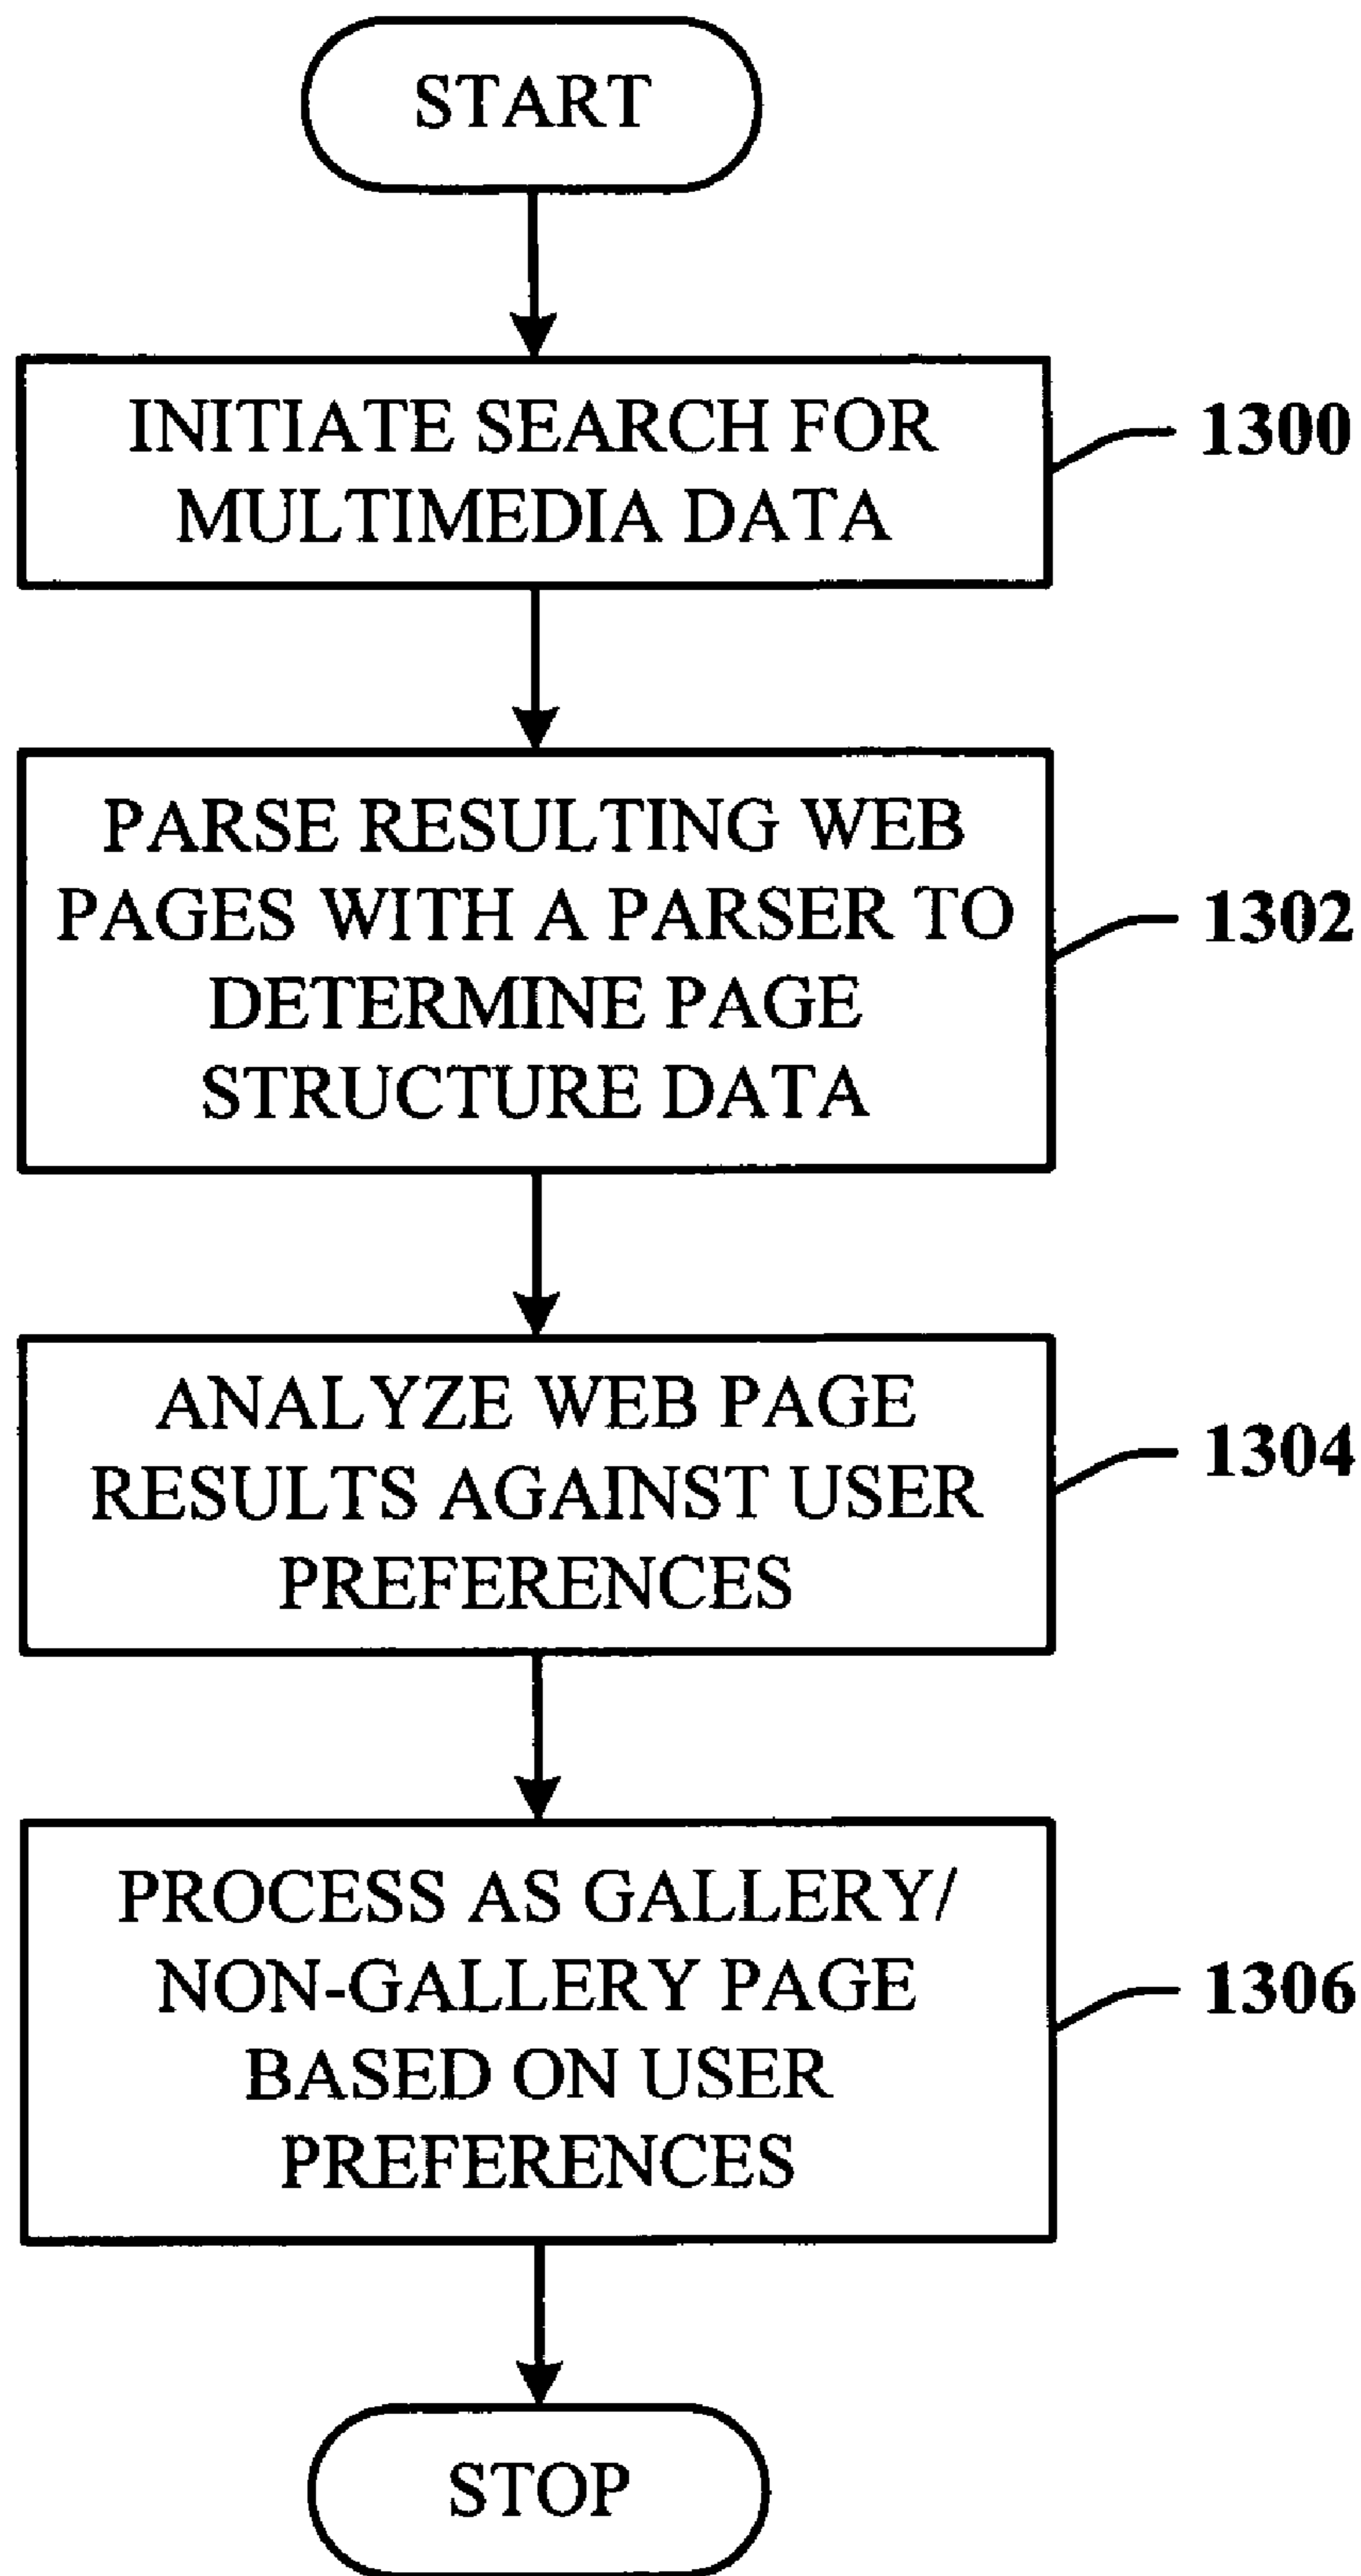 START
INITIATE SEARCH FOR
MULTIMEDIA DATA
1300
PARSE RESULTING WEB
PAGES WITH A PARSER TO
DETERMINE PAGE
STRUCTURE DATA
1302
ANALYZE WEB PAGE
RESULTS AGAINST USER
PREFERENCES
1304
PROCESS AS GALLERY/
NON-GALLERY PAGE
BASED ON USER
PREFERENCES
1306
STOP